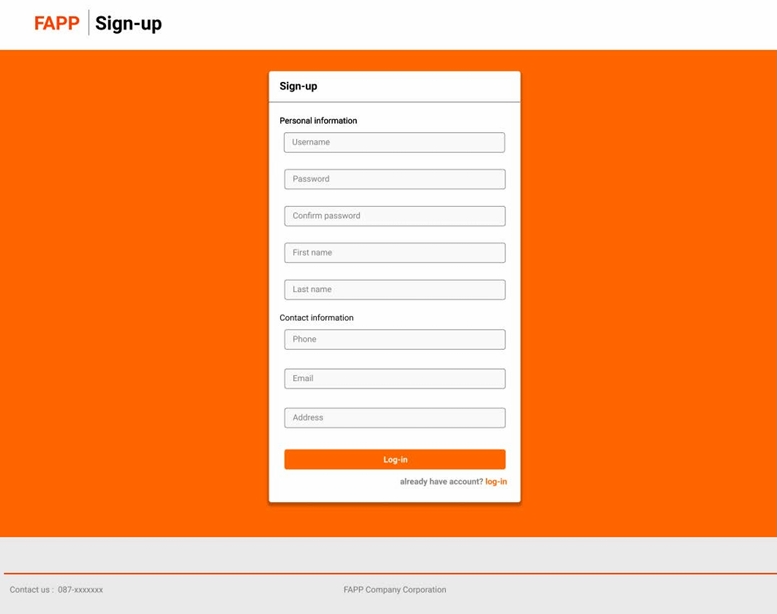 FAPP Sign-up
Sign-up
Personal information
Username
Password
Confirm password
First name
Last name
Contact information
Phone
Email
Address
Log-in
already have account? log-in
Contact us : 087-xxxxxxx FAPP Company Corporation